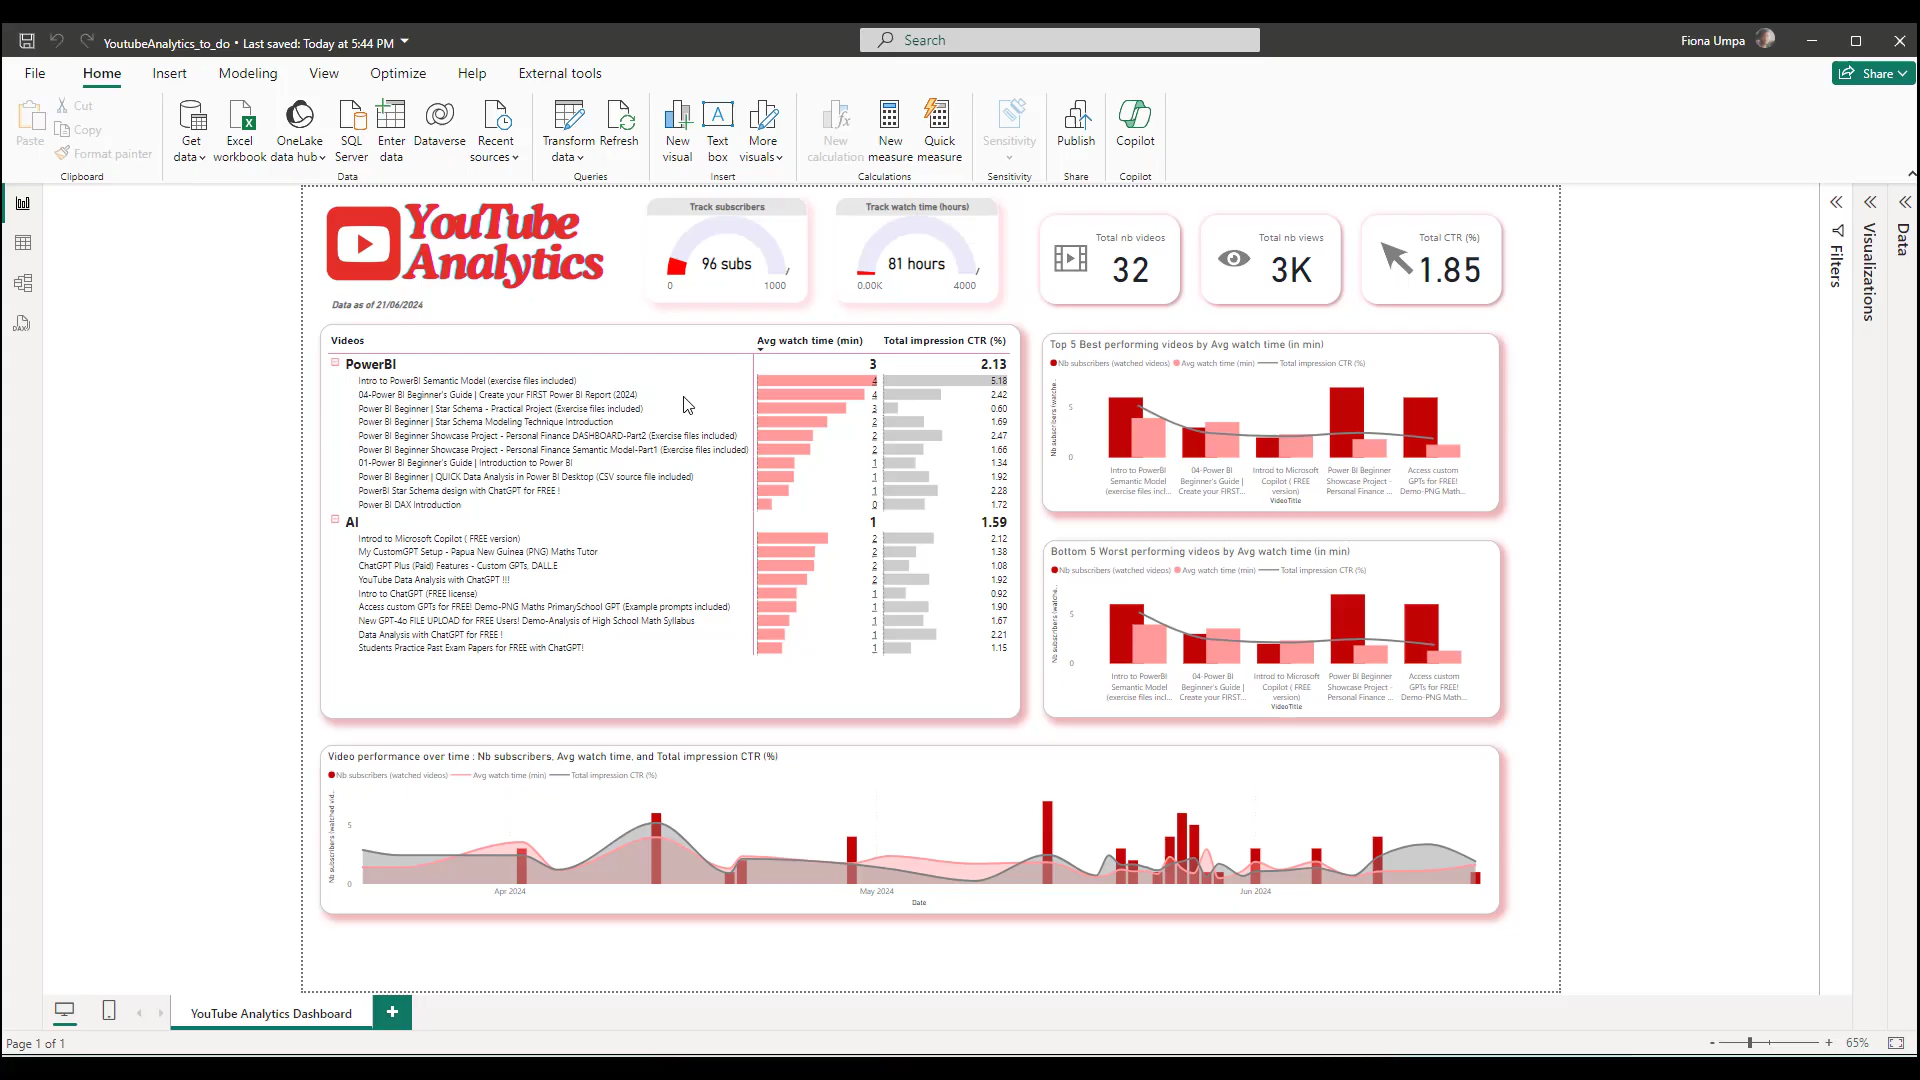 YoutubeAnalytics_to_do • Last saved: Today at 5:44 PM
Search
Fiona Umpa
File Home Insert Modeling View Optimize Help External tools
Share
Paste
Cut
Copy
Format painter
Clipboard
Get data
Excel workbook
OneLake data hub
SQL Server
Enter data
Dataverse
Recent sources
Data
Transform data
Refresh
Queries
New visual
Text box
More visuals
Insert
New calculation
New measure
Quick measure
Calculations
Sensitivity
Sensitivity
Publish
Share
Copilot
Copilot
YouTube
Analytics
Data as of 21/06/2024
Track subscribers
96 subs
0 1000
Track watch time (hours)
81 hours
0.00K 4000
Total nb videos
32
Total nb views
3K
Total CTR (%)
1.85
Filters
Visualizations
Data
Videos Avg watch time (min) Total impression CTR (%)
PowerBI 3 2.13
Intro to PowerBI Semantic Model (exercise files included) 4 5.18
04-Power BI Beginner's Guide | Create your FIRST Power BI Report (2024) 4 2.42
Power BI Beginner | Star Schema - Practical Project (Exercise files included) 3 0.60
Power BI Beginner | Star Schema Modeling Technique Introduction 2 1.69
Power BI Beginner Showcase Project - Personal Finance DASHBOARD-Part2 (Exercise files included) 2 2.47
Power BI Beginner Showcase Project - Personal Finance Semantic Model-Part1 (Exercise files included) 2 1.66
01-Power BI Beginner's Guide | Introduction to Power BI 1 1.34
Power BI Beginner | QUICK Data Analysis in Power BI Desktop (CSV source file included) 1 1.92
PowerBI Star Schema design with ChatGPT for FREE ! 1 2.28
Power BI DAX Introduction 0 1.72
AI 1 1.59
Introd to Microsoft Copilot ( FREE version) 2 2.12
My CustomGPT Setup - Papua New Guinea (PNG) Maths Tutor 2 1.38
ChatGPT Plus (Paid) Features - Custom GPTs, DALL.E 2 1.08
YouTube Data Analysis with ChatGPT !!! 2 1.92
Intro to ChatGPT (FREE license) 1 0.92
Access custom GPTs for FREE! Demo-PNG Maths PrimarySchool GPT (Example prompts included) 1 1.90
New GPT-4o FILE UPLOAD for FREE Users! Demo-Analysis of High School Math Syllabus 1 1.67
Data Analysis with ChatGPT for FREE ! 1 2.21
Students Practice Past Exam Papers for FREE with ChatGPT! 1 1.15
Top 5 Best performing videos by Avg watch time (in min)
Nb subscribers (watched videos) Avg watch time (min) Total impression CTR (%)
Nb subscribers (watche...
5
0
Intro to PowerBI 04-Power BI Introd to Microsoft Power BI Beginner Access custom
Semantic Model Beginner's Guide | Copilot ( FREE Showcase Project - GPTs for FREE!
(exercise files incl... Create your FIRST... version) Personal Finance ... Demo-PNG Math...
VideoTitle
Bottom 5 Worst performing videos by Avg watch time (in min)
Nb subscribers (watched videos) Avg watch time (min) Total impression CTR (%)
Nb subscribers (watche...
5
0
Intro to PowerBI 04-Power BI Introd to Microsoft Power BI Beginner Access custom
Semantic Model Beginner's Guide | Copilot ( FREE Showcase Project - GPTs for FREE!
(exercise files incl... Create your FIRST... version) Personal Finance ... Demo-PNG Math...
VideoTitle
Video performance over time : Nb subscribers, Avg watch time, and Total impression CTR (%)
Nb subscribers (watched videos) Avg watch time (min) Total impression CTR (%)
Nb subscribers (watched vid...
5
0
Apr 2024 May 2024 Jun 2024
Date
YouTube Analytics Dashboard
+
Page 1 of 1
- + 65%